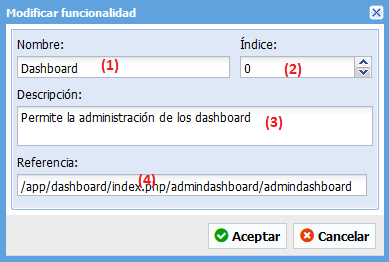 Modificar funcionalidad
Nombre: Índice:
Dashboard (1) 0 (2)
Descripción:
Permite la administración de los dashboard (3)
Referencia:
(4)
/app/dashboard/index.php/admindashboard/admindashboard
Aceptar Cancelar